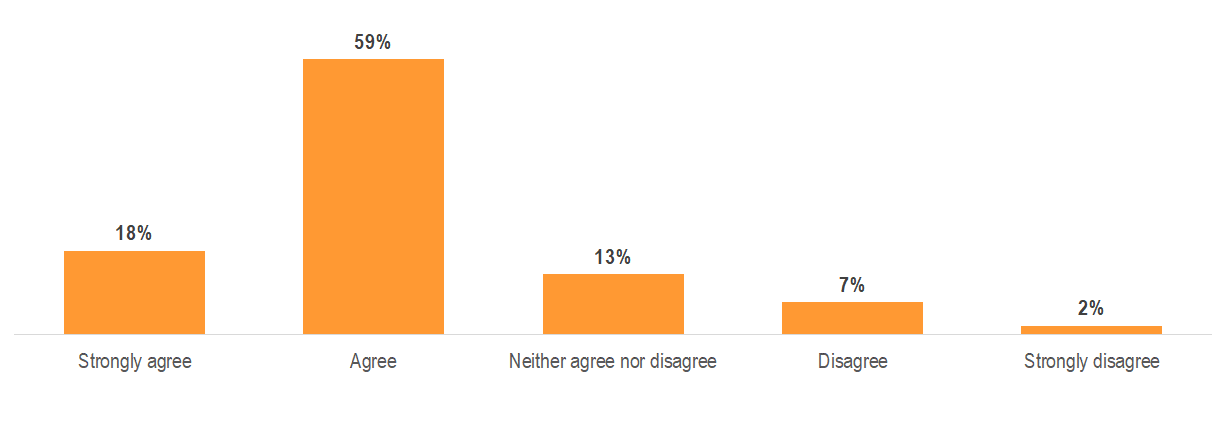 59%
18%
13%
7%
2%
Strongly agree
Agree
Neither agree nor disagree
Disagree
Strongly disagree